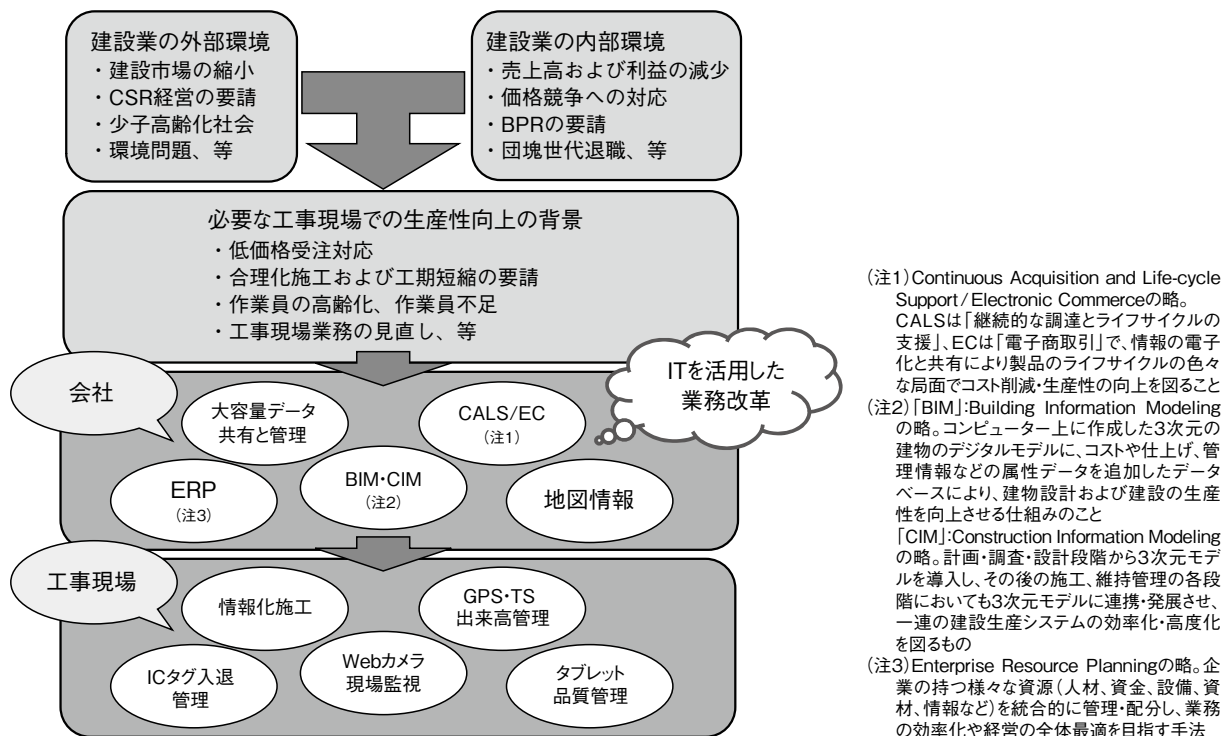 建設業の外部環境
・建設市場の縮小
・CSR経営の要請
・少子高齢化社会
・環境問題、等
建設業の内部環境
・売上高および利益の減少
・価格競争への対応
・BPRの要請
・団塊世代退職、等
必要な工事現場での生産性向上の背景
・低価格受注対応
・合理化施工および工期短縮の要請
・作業員の高齢化、作業員不足
・工事現場業務の見直し、等
ITを活用した
業務改革
会社
大容量データ
共有と管理
CALS/EC
(注1)
ERP
(注3)
BIM・CIM
(注2)
地図情報
工事現場
情報化施工
GPS・TS
出来高管理
ICタグ入退
管理
Webカメラ
現場監視
タブレット
品質管理
(注1)Continuous Acquisition and Life-cycle
Support/Electronic Commerceの略。
CALSは「継続的な調達とライフサイクルの
支援」、ECは「電子商取引」で、情報の電子
化と共有により製品のライフサイクルの色々
な局面でコスト削減・生産性の向上を図ること
(注2)「BIM」:Building Information Modeling
の略。コンピューター上に作成した3次元の
建物のデジタルモデルに、コストや仕上げ、管
理情報などの属性データを追加したデータ
ベースにより、建物設計および建設の生産
性を向上させる仕組みのこと
「CIM」:Construction Information Modeling
の略。計画・調査・設計段階から3次元モデ
ルを導入し、その後の施工、維持管理の各段
階においても3次元モデルに連携・発展させ、
一連の建設生産システムの効率化・高度化
を図るもの
(注3)Enterprise Resource Planningの略。企
業の持つ様々な資源(人材、資金、設備、資
材、情報など)を統合的に管理・配分し、業務
の効率化や経営の全体最適を目指す手法